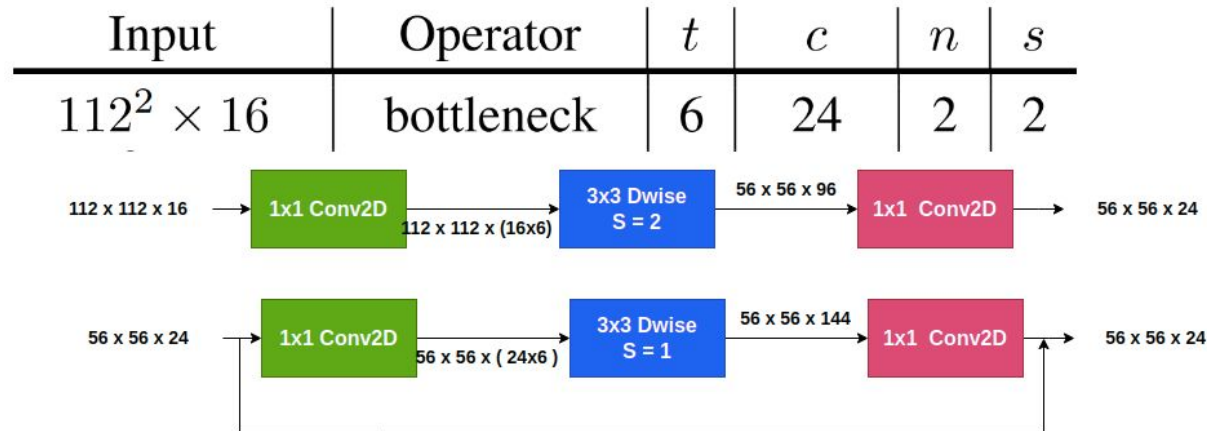 Input Operator t c n s
112² × 16 bottleneck 6 24 2 2
112 x 112 x 16 1x1 Conv2D 112 x 112 x (16x6) 3x3 Dwise S = 2 56 x 56 x 96 1x1 Conv2D 56 x 56 x 24
56 x 56 x 24 1x1 Conv2D 56 x 56 x ( 24x6 ) 3x3 Dwise S = 1 56 x 56 x 144 1x1 Conv2D 56 x 56 x 24